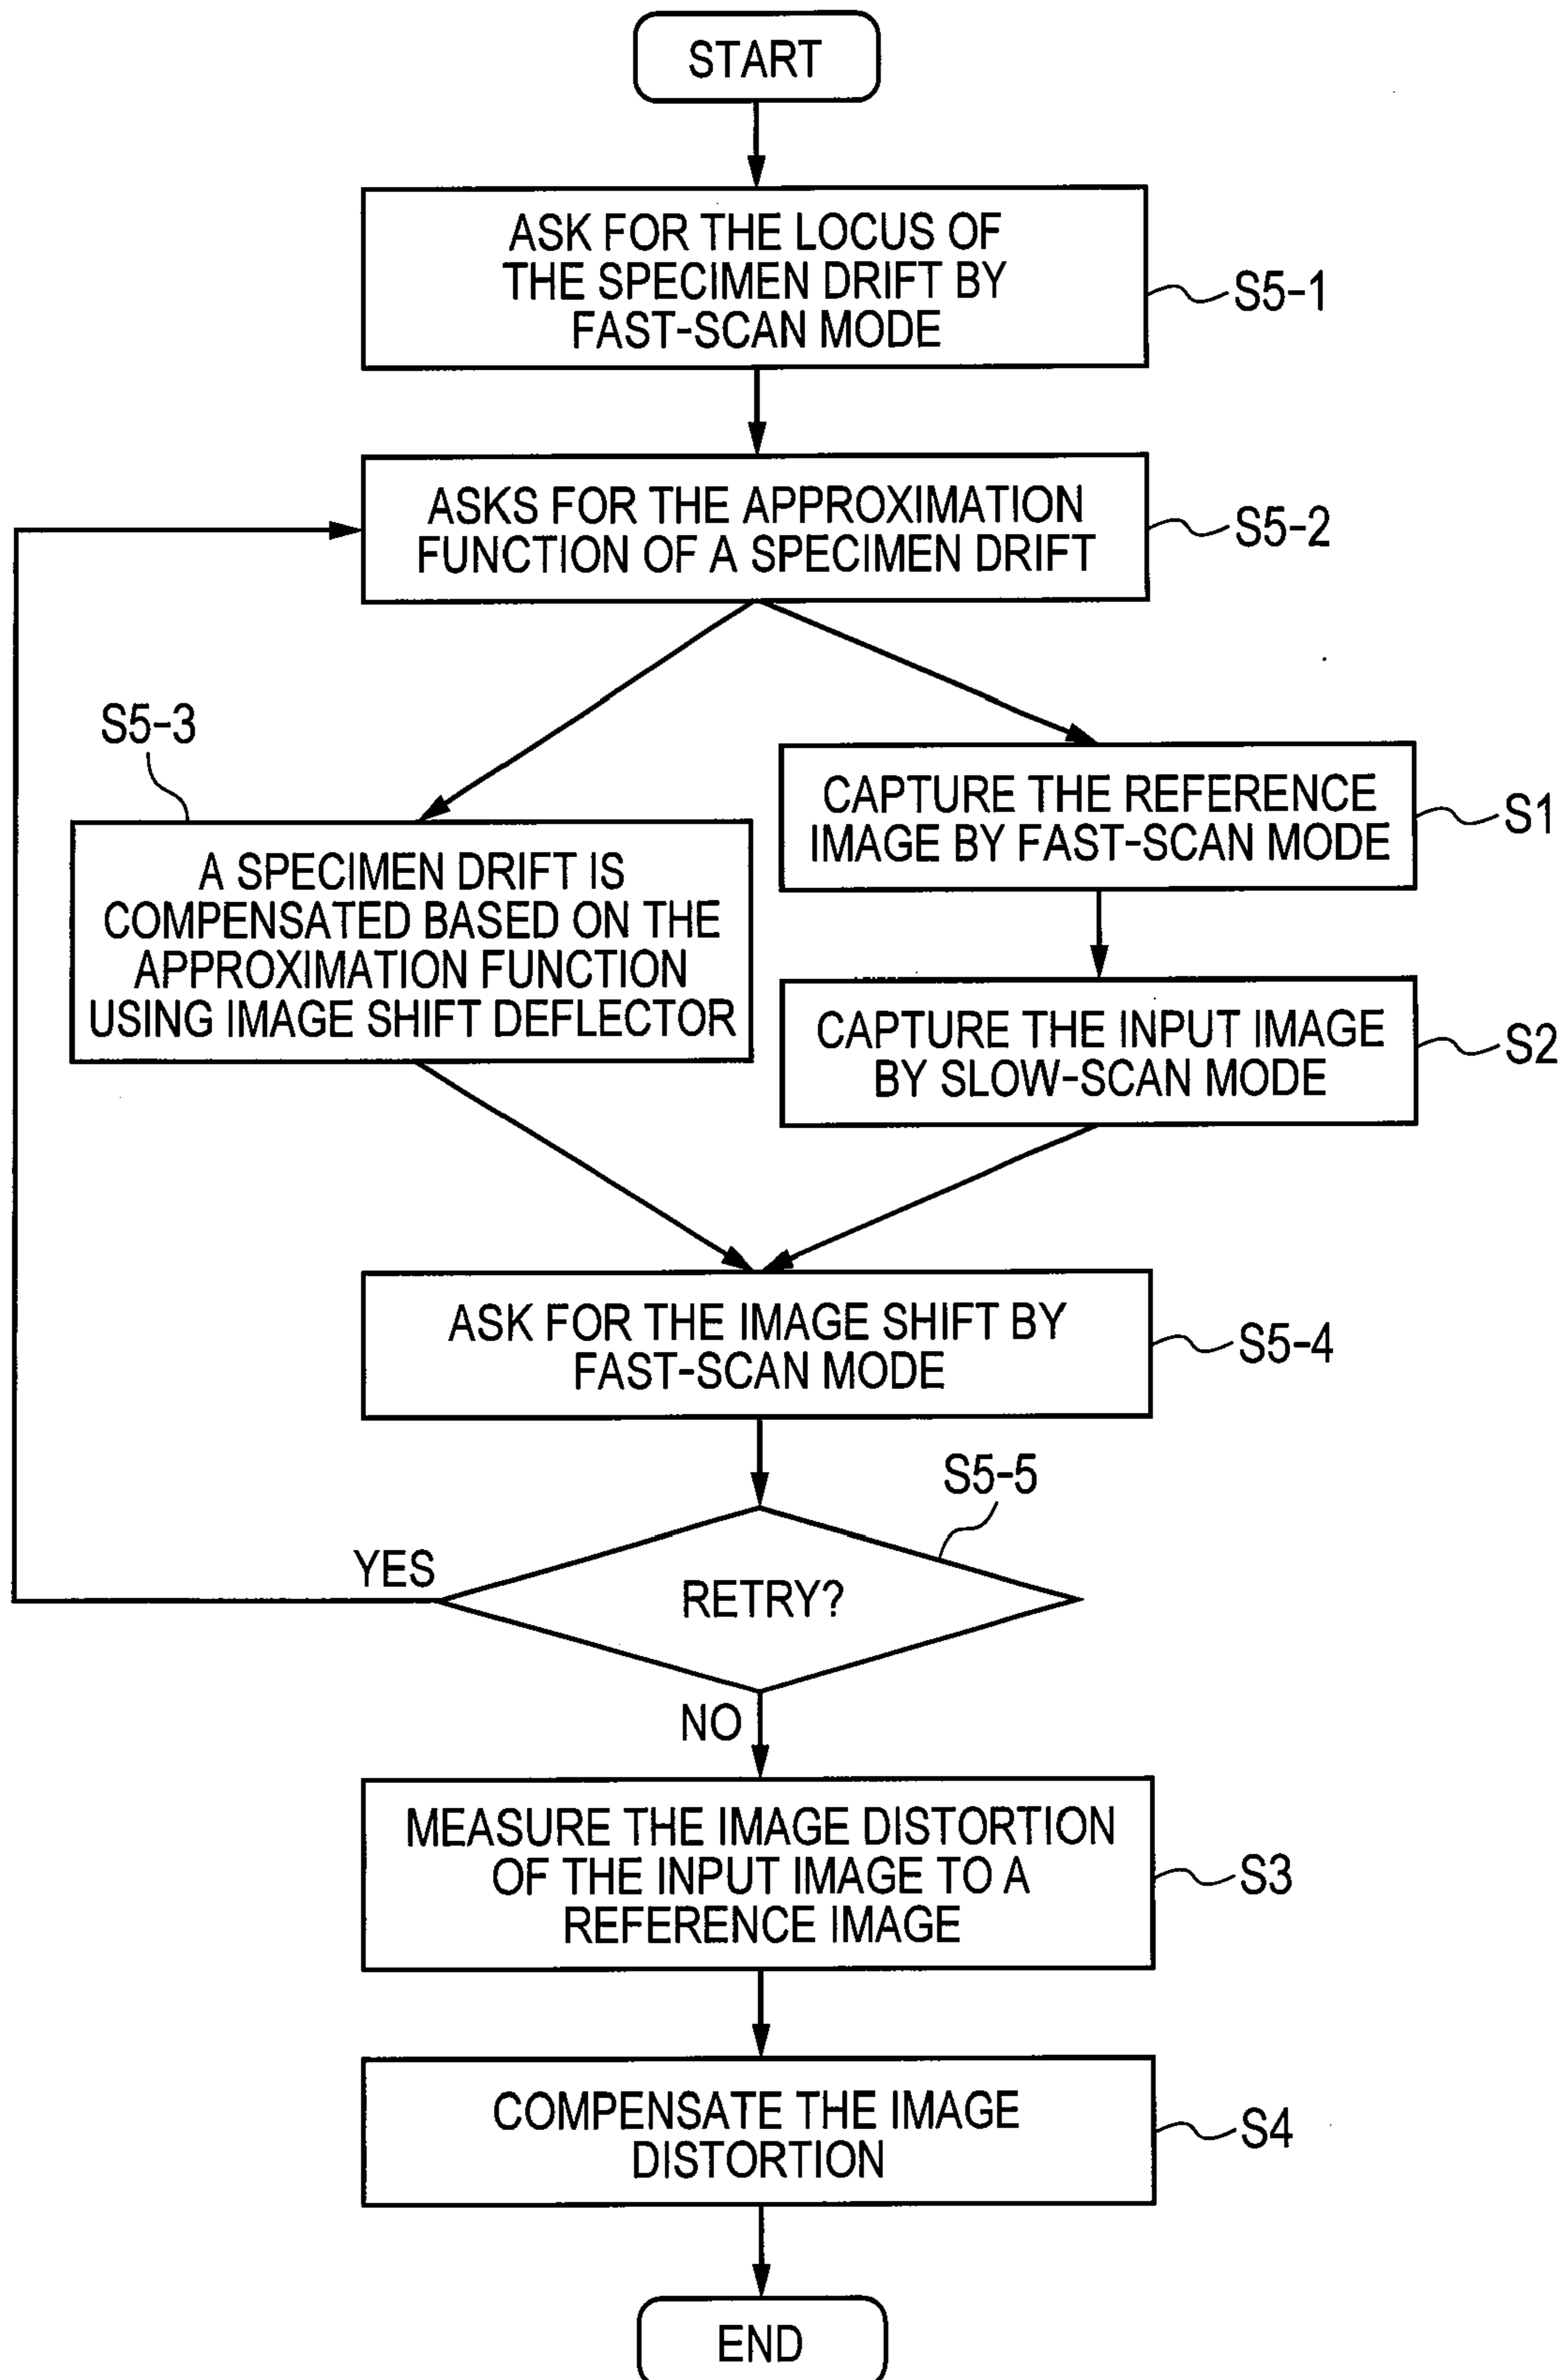 START
ASK FOR THE LOCUS OF
THE SPECIMEN DRIFT BY
FAST-SCAN MODE
S5-1
ASKS FOR THE APPROXIMATION
FUNCTION OF A SPECIMEN DRIFT
S5-2
S5-3
A SPECIMEN DRIFT IS
COMPENSATED BASED ON THE
APPROXIMATION FUNCTION
USING IMAGE SHIFT DEFLECTOR
CAPTURE THE REFERENCE
IMAGE BY FAST-SCAN MODE
S1
CAPTURE THE INPUT IMAGE
BY SLOW-SCAN MODE
S2
ASK FOR THE IMAGE SHIFT BY
FAST-SCAN MODE
S5-4
S5-5
YES
RETRY?
NO
MEASURE THE IMAGE DISTORTION
OF THE INPUT IMAGE TO A
REFERENCE IMAGE
S3
COMPENSATE THE IMAGE
DISTORTION
S4
END